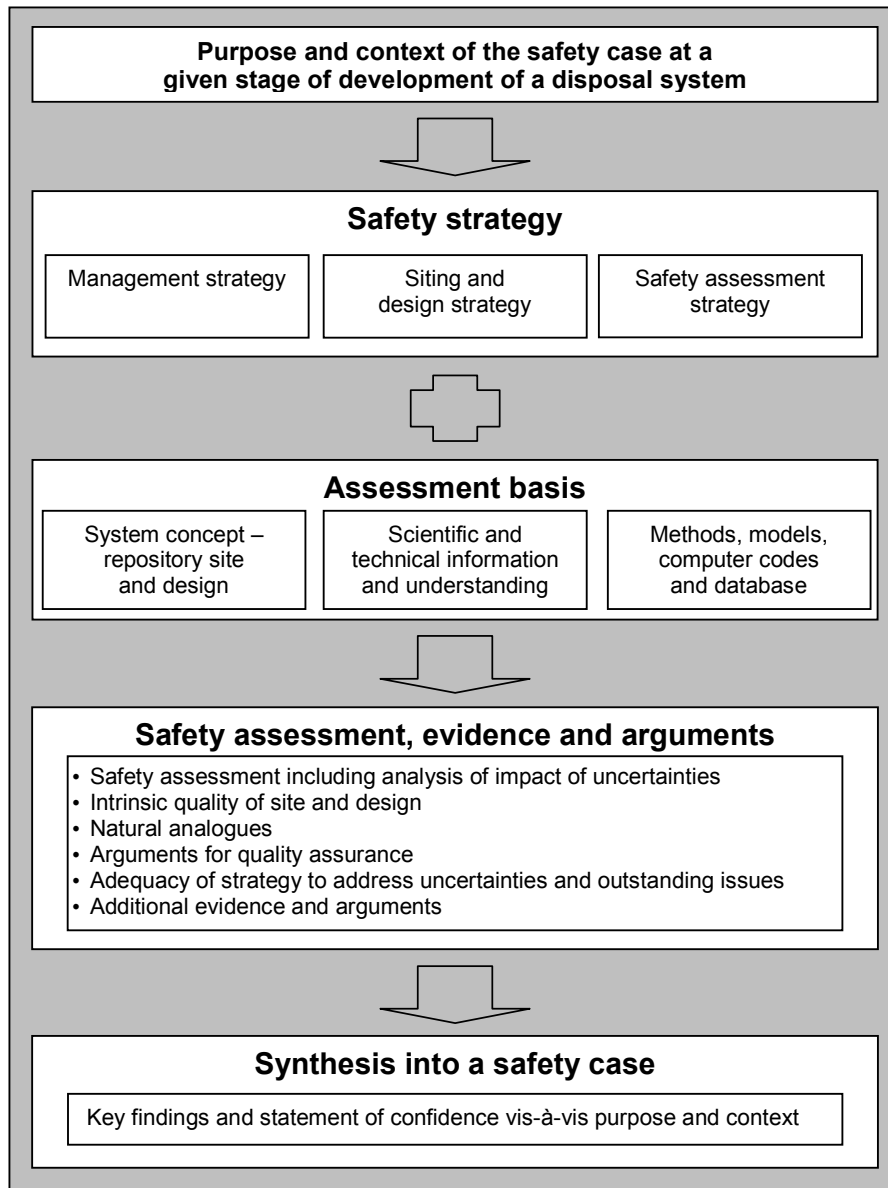 Purpose and context of the safety case at a
given stage of development of a disposal system
Safety strategy
Management strategy
Siting and
design strategy
Safety assessment
strategy
Assessment basis
System concept –
repository site
and design
Scientific and
technical information
and understanding
Methods, models,
computer codes
and database
Safety assessment, evidence and arguments
• Safety assessment including analysis of impact of uncertainties
• Intrinsic quality of site and design
• Natural analogues
• Arguments for quality assurance
• Adequacy of strategy to address uncertainties and outstanding issues
• Additional evidence and arguments
Synthesis into a safety case
Key findings and statement of confidence vis-à-vis purpose and context